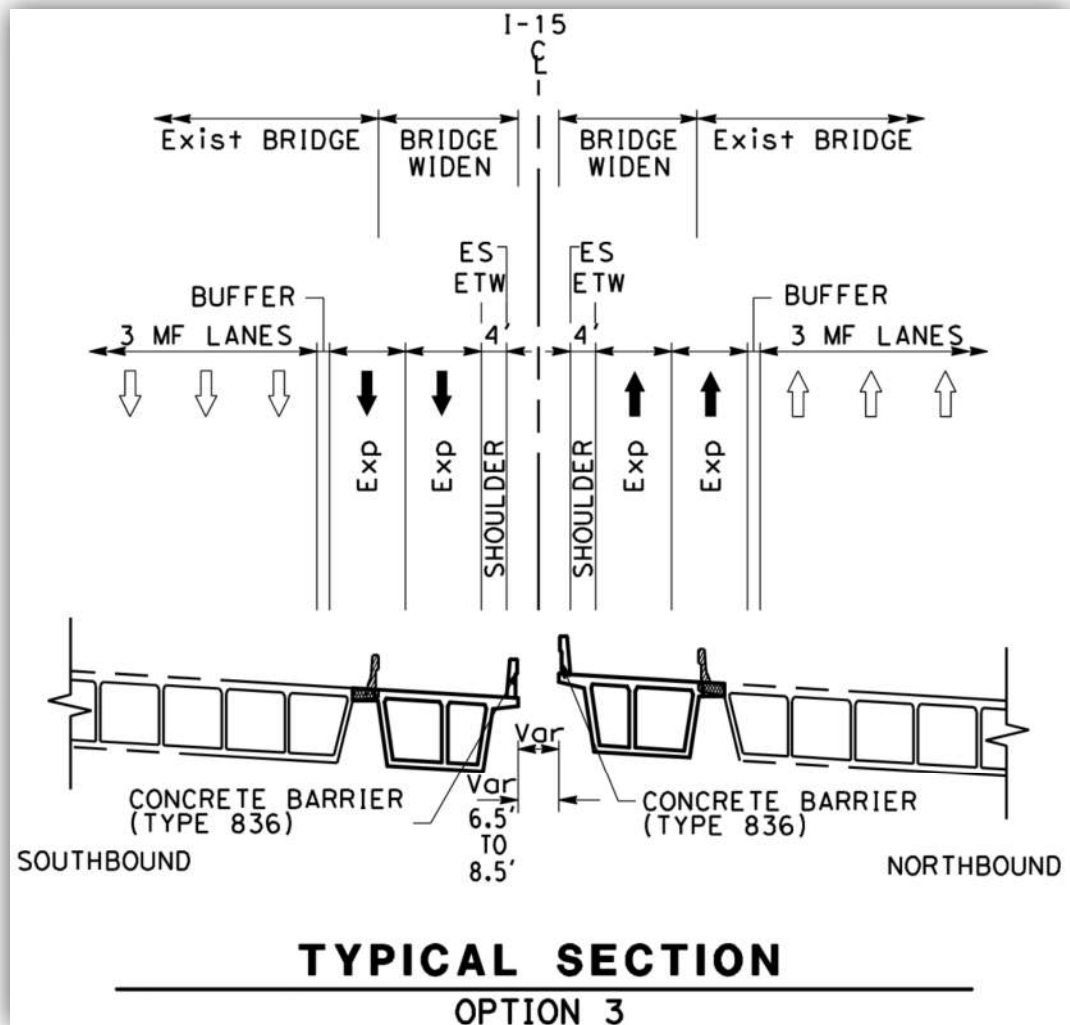 I-15
CL
Exist BRIDGE
BRIDGE
WIDEN
BRIDGE
WIDEN
Exist BRIDGE
ES
ETW
ES
ETW
BUFFER
BUFFER
3 MF LANES
4'
4'
3 MF LANES
Exp
Exp
SHOULDER
SHOULDER
Exp
Exp
Var
Var
6.5'
TO
8.5'
CONCRETE BARRIER
(TYPE 836)
CONCRETE BARRIER
(TYPE 836)
SOUTHBOUND
NORTHBOUND
TYPICAL SECTION
OPTION 3